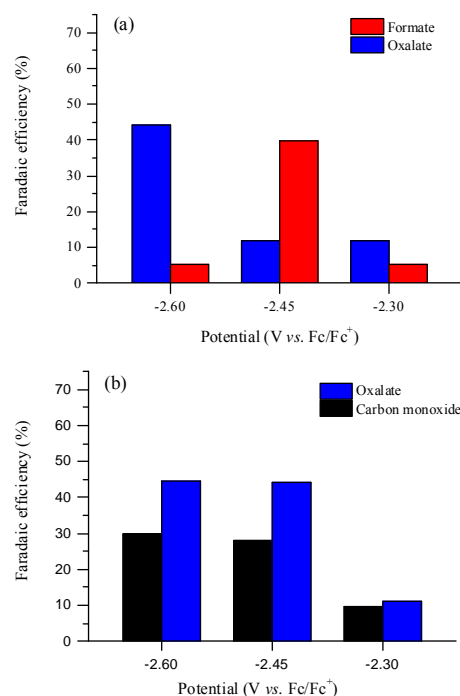 (a)
Formate
Oxalate
Faradaic efficiency (%)
70
60
50
40
30
20
10
0
-2.60
-2.45
-2.30
Potential (V vs. Fc/Fc+)
(b)
Oxalate
Carbon monoxide
Faradaic efficiency (%)
70
60
50
40
30
20
10
0
-2.60
-2.45
-2.30
Potential (V vs. Fc/Fc+)